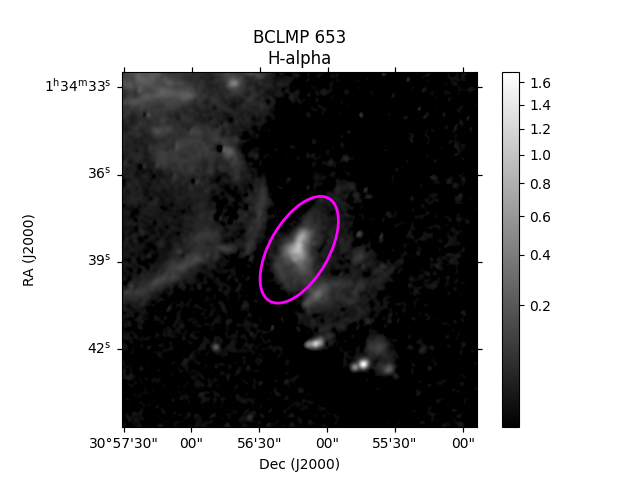 BCLMP 653
H-alpha
1ʰ34ᵐ33ˢ
36ˢ
39ˢ
42ˢ
RA (J2000)
30°57'30" 00" 56'30" 00" 55'30" 00"
Dec (J2000)
1.6
1.4
1.2
1.0
0.8
0.6
0.4
0.2